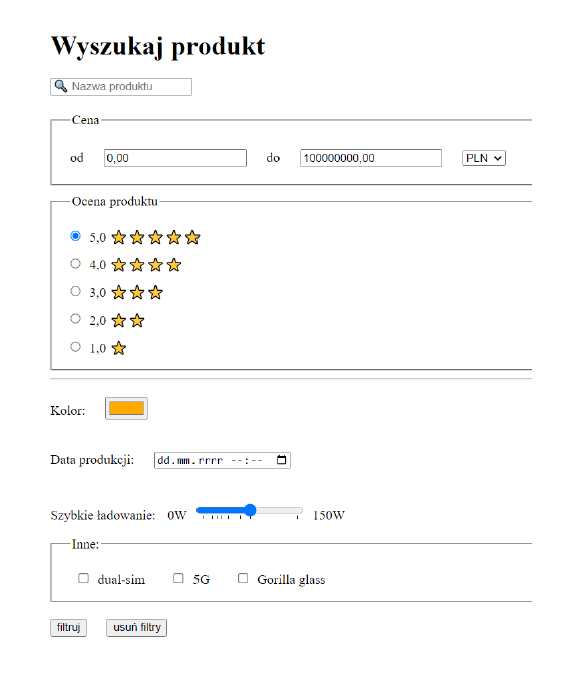 Wyszukaj produkt
🔍 Nazwa produktu
Cena
od 0,00 do 100000000,00 PLN
Ocena produktu
5,0 ⭐⭐⭐⭐⭐
4,0 ⭐⭐⭐⭐
3,0 ⭐⭐⭐
2,0 ⭐⭐
1,0 ⭐
Kolor:
Data produkcji: dd.mm.rrrr --:--
Szybkie ładowanie: 0W 150W
Inne:
dual-sim 5G Gorilla glass
filtruj usuń filtry